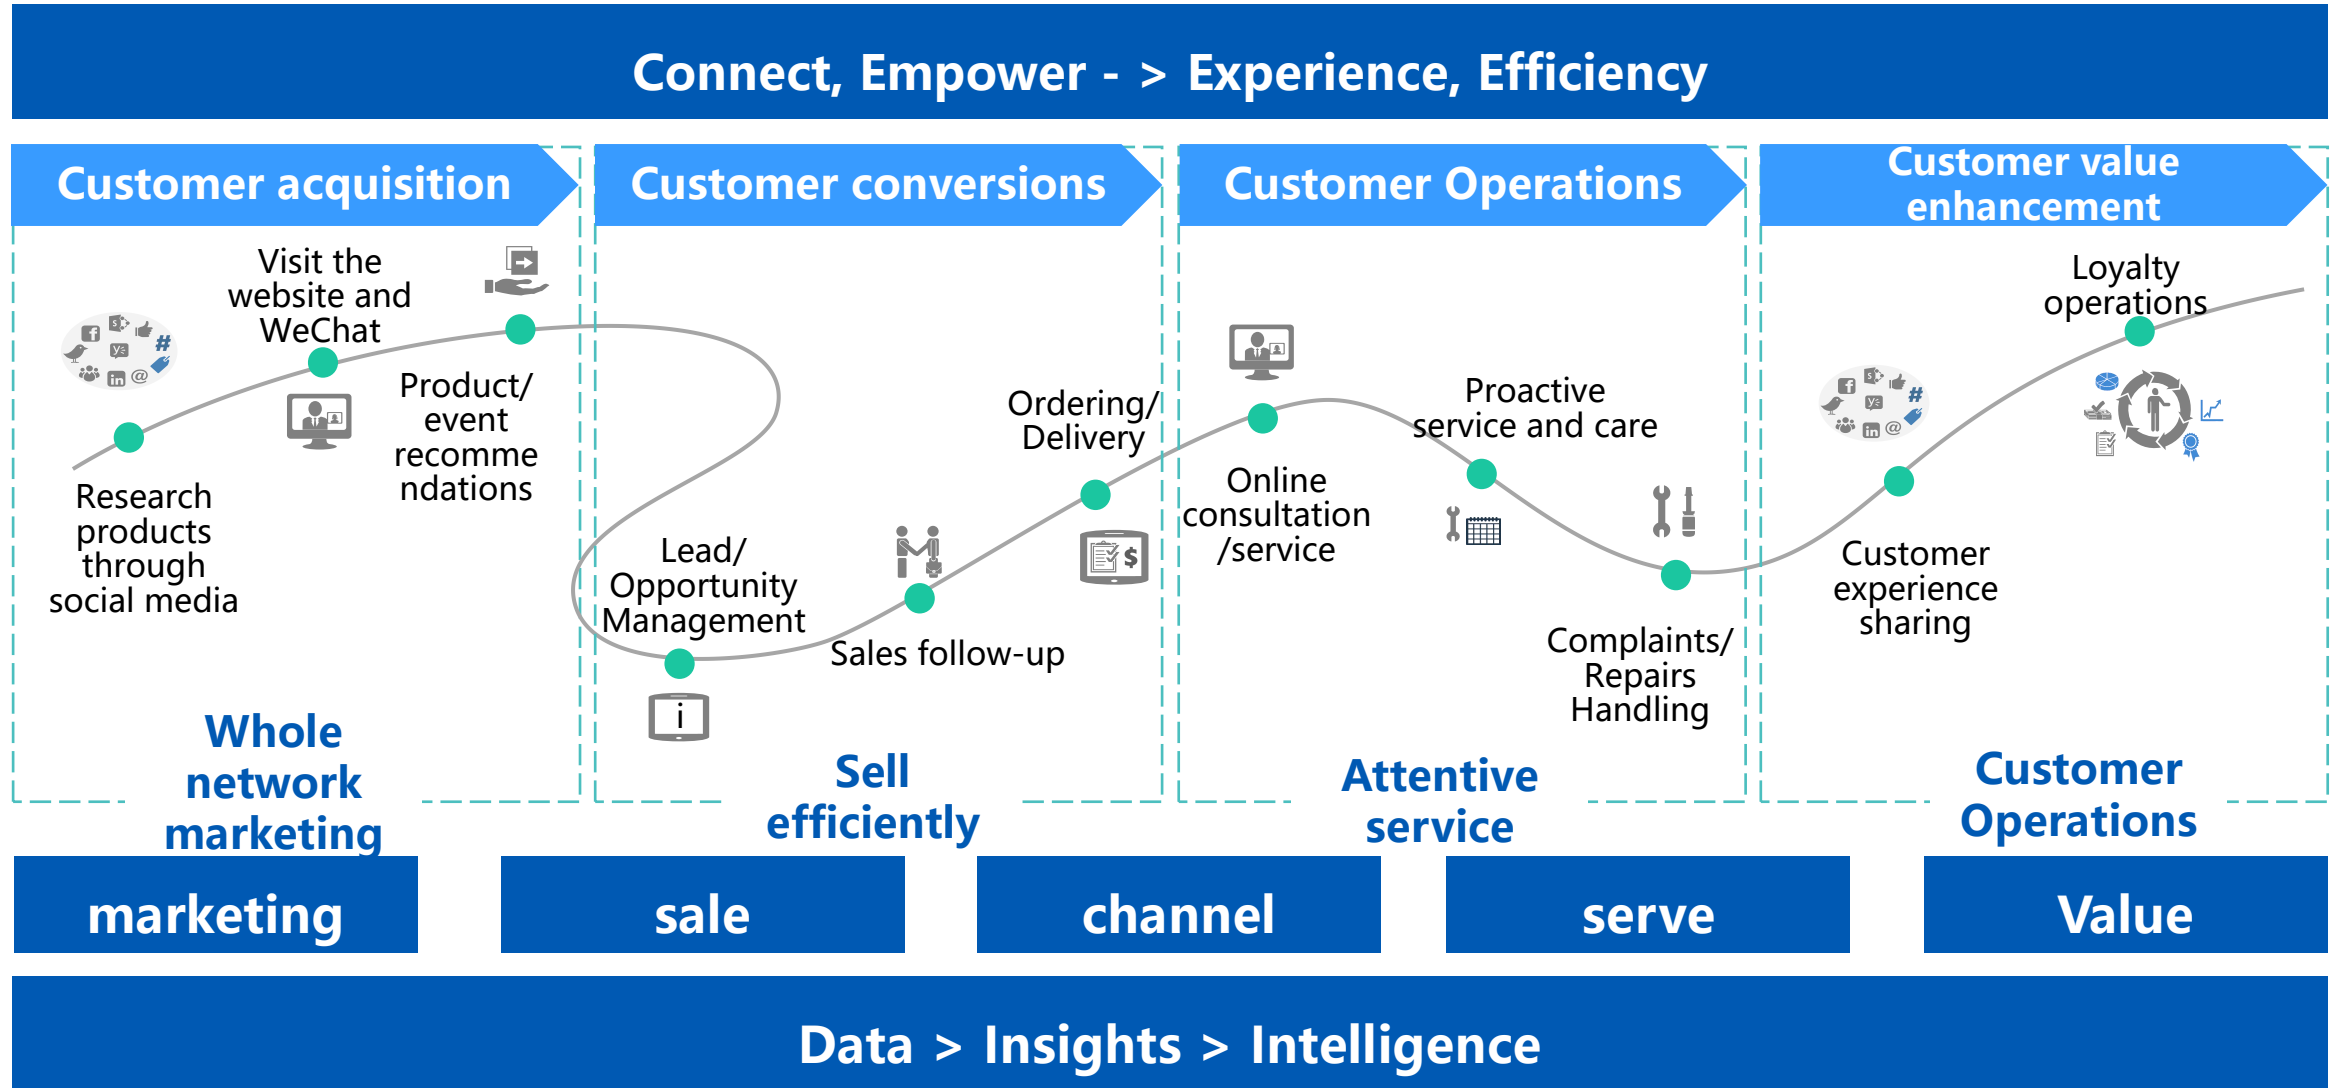 Connect, Empower - > Experience, Efficiency
Customer acquisition
Customer conversions
Customer Operations
Customer value
enhancement
Visit the
website and
WeChat
Product/
event
recomme
ndations
Research
products
through
social media
Lead/
Opportunity
Management
i
Sales follow-up
Ordering/
Delivery
$
Online
consultation
/service
Proactive
service and care
Complaints/
Repairs
Handling
Customer
experience
sharing
Loyalty
operations
Whole
network
marketing
Sell
efficiently
Attentive
service
Customer
Operations
marketing
sale
channel
serve
Value
Data > Insights > Intelligence